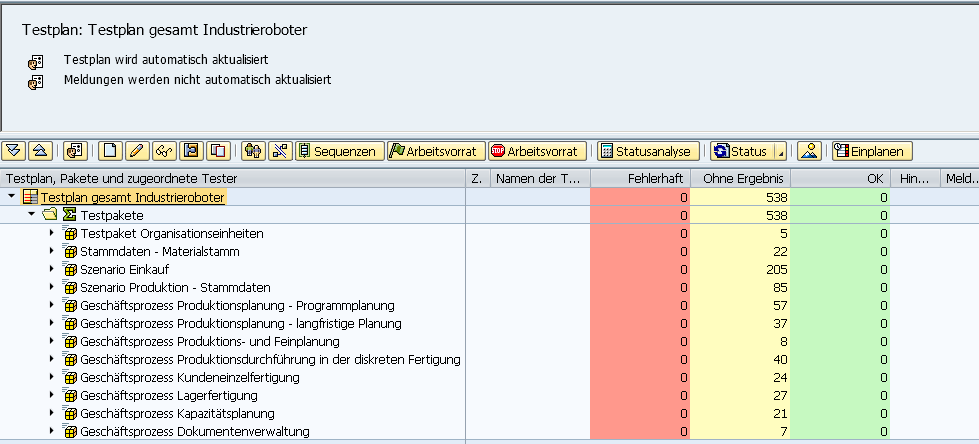 Testplan: Testplan gesamt Industrieroboter
Testplan wird automatisch aktualisiert
Meldungen werden nicht automatisch aktualisiert
Sequenzen Arbeitsvorrat STOP Arbeitsvorrat Statusanalyse Status Einplanen
Testplan, Pakete und zugeordnete Tester Z. Namen der T... Fehlerhaft Ohne Ergebnis OK Hin... Meld...
Testplan gesamt Industrieroboter 0 538 0
Testpakete 0 538 0
Testpaket Organisationseinheiten 0 5 0
Stammdaten - Materialstamm 0 22 0
Szenario Einkauf 0 205 0
Szenario Produktion - Stammdaten 0 85 0
Geschäftsprozess Produktionsplanung - Programmplanung 0 57 0
Geschäftsprozess Produktionsplanung - langfristige Planung 0 37 0
Geschäftsprozess Produktions- und Feinplanung 0 8 0
Geschäftsprozess Produktionsdurchführung in der diskreten Fertigung 0 40 0
Geschäftsprozess Kundeneinzelfertigung 0 24 0
Geschäftsprozess Lagerfertigung 0 27 0
Geschäftsprozess Kapazitätsplanung 0 21 0
Geschäftsprozess Dokumentenverwaltung 0 7 0